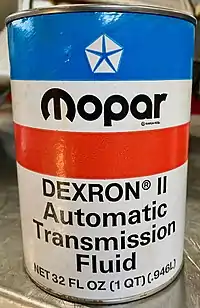 mopar
DEXRON® II
Automatic
Transmission
Fluid
NET 32 FL OZ (1 QT) (.946L)